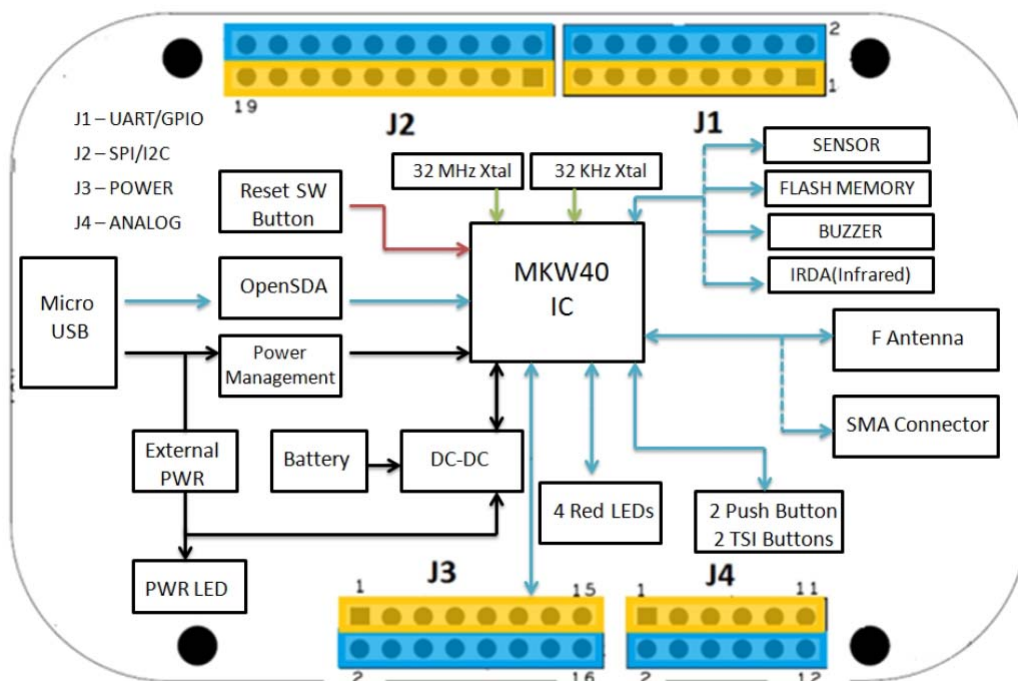 2
1
19
J2
J1
J1 – UART/GPIO
J2 – SPI/I2C
J3 – POWER
J4 – ANALOG
32 MHz Xtal
32 KHz Xtal
SENSOR
FLASH MEMORY
BUZZER
IRDA(Infrared)
Reset SW
Button
MKW40
IC
Micro
USB
OpenSDA
Power
Management
F Antenna
SMA Connector
External
PWR
Battery
DC-DC
4 Red LEDs
2 Push Button
2 TSI Buttons
PWR LED
J3
J4
1
15
1
11
2
16
2
12